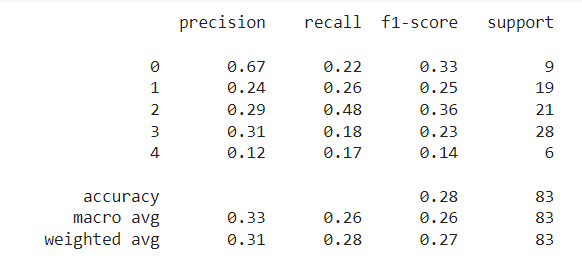 precision recall f1-score support
0 0.67 0.22 0.33 9
1 0.24 0.26 0.25 19
2 0.29 0.48 0.36 21
3 0.31 0.18 0.23 28
4 0.12 0.17 0.14 6
accuracy 0.28 83
macro avg 0.33 0.26 0.26 83
weighted avg 0.31 0.28 0.27 83